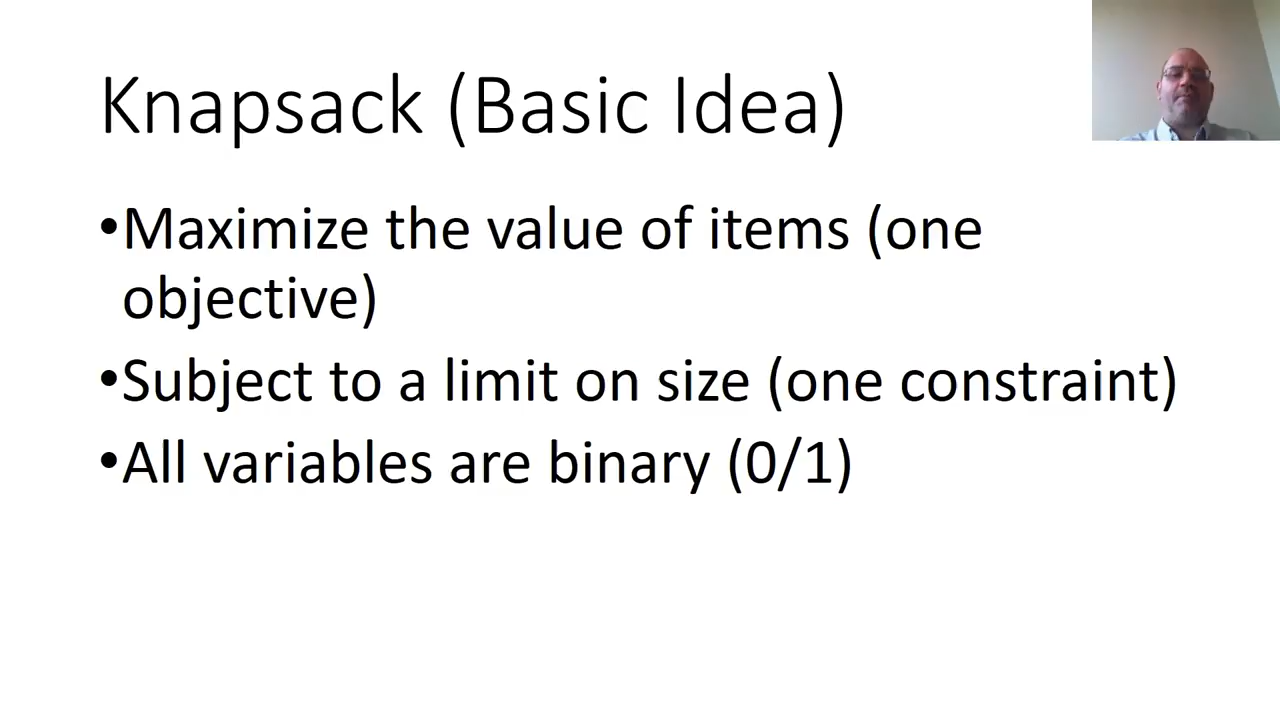 Knapsack (Basic Idea)
•Maximize the value of items (one
objective)
•Subject to a limit on size (one constraint)
•All variables are binary (0/1)